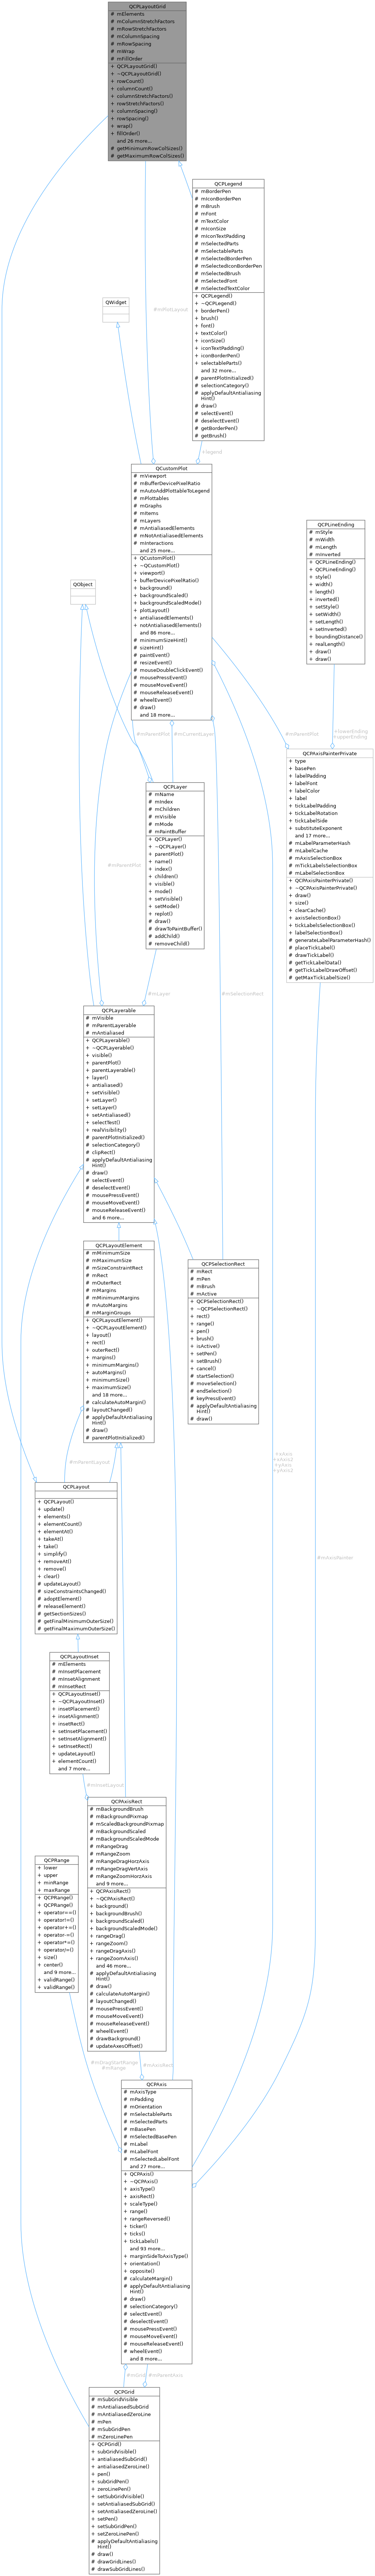 QCPLayoutGrid
# mElements
# mColumnStretchFactors
# mRowStretchFactors
# mColumnSpacing
# mRowSpacing
# mWrap
# mFillOrder
+ QCPLayoutGrid()
+ ~QCPLayoutGrid()
+ rowCount()
+ columnCount()
+ columnStretchFactors()
+ rowStretchFactors()
+ columnSpacing()
+ rowSpacing()
+ wrap()
+ fillOrder()
and 26 more...
# getMinimumRowColSizes()
# getMaximumRowColSizes()
QCPLegend
# mBorderPen
# mIconBorderPen
# mBrush
# mFont
# mTextColor
# mIconSize
# mIconTextPadding
# mSelectedParts
# mSelectableParts
# mSelectedBorderPen
# mSelectedIconBorderPen
# mSelectedBrush
# mSelectedFont
# mSelectedTextColor
+ QCPLegend()
+ ~QCPLegend()
+ borderPen()
+ brush()
+ font()
+ textColor()
+ iconSize()
+ iconTextPadding()
+ iconBorderPen()
+ selectableParts()
and 32 more...
# parentPlotInitialized()
# selectionCategory()
# applyDefaultAntialiasing
Hint()
# draw()
# selectEvent()
# deselectEvent()
# getBorderPen()
# getBrush()
QWidget
#mPlotLayout
+legend
QCustomPlot
# mViewport
# mBufferDevicePixelRatio
# mAutoAddPlottableToLegend
# mPlottables
# mGraphs
# mItems
# mLayers
# mAntialiasedElements
# mNotAntialiasedElements
# mInteractions
and 25 more...
+ QCustomPlot()
+ ~QCustomPlot()
+ viewport()
+ bufferDevicePixelRatio()
+ background()
+ backgroundScaled()
+ backgroundScaledMode()
+ plotLayout()
+ antialiasedElements()
+ notAntialiasedElements()
and 86 more...
# minimumSizeHint()
# sizeHint()
# paintEvent()
# resizeEvent()
# mouseDoubleClickEvent()
# mousePressEvent()
# mouseMoveEvent()
# mouseReleaseEvent()
# wheelEvent()
# draw()
and 18 more...
QCPLineEnding
# mStyle
# mWidth
# mLength
# mInverted
+ QCPLineEnding()
+ QCPLineEnding()
+ style()
+ width()
+ length()
+ inverted()
+ setStyle()
+ setWidth()
+ setLength()
+ setInverted()
+ boundingDistance()
+ realLength()
+ draw()
+ draw()
QObject
#mParentPlot
#mCurrentLayer
#mParentPlot
+lowerEnding
+upperEnding
QCPAxisPainterPrivate
+ type
+ basePen
+ labelPadding
+ labelFont
+ labelColor
+ label
+ tickLabelPadding
+ tickLabelRotation
+ tickLabelSide
+ substituteExponent
and 17 more...
# mLabelParameterHash
# mLabelCache
# mAxisSelectionBox
# mTickLabelsSelectionBox
# mLabelSelectionBox
+ QCPAxisPainterPrivate()
+ ~QCPAxisPainterPrivate()
+ draw()
+ size()
+ clearCache()
+ axisSelectionBox()
+ tickLabelsSelectionBox()
+ labelSelectionBox()
# generateLabelParameterHash()
# placeTickLabel()
# drawTickLabel()
# getTickLabelData()
# getTickLabelDrawOffset()
# getMaxTickLabelSize()
QCPLayer
# mName
# mIndex
# mChildren
# mVisible
# mMode
# mPaintBuffer
+ QCPLayer()
+ ~QCPLayer()
+ parentPlot()
+ name()
+ index()
+ children()
+ visible()
+ mode()
+ setVisible()
+ setMode()
+ replot()
# draw()
# drawToPaintBuffer()
# addChild()
# removeChild()
#mParentPlot
#mLayer
#mSelectionRect
QCPLayerable
# mVisible
# mParentLayerable
# mAntialiased
+ QCPLayerable()
+ ~QCPLayerable()
+ visible()
+ parentPlot()
+ parentLayerable()
+ layer()
+ antialiased()
+ setVisible()
+ setLayer()
+ setLayer()
+ setAntialiased()
+ selectTest()
+ realVisibility()
# parentPlotInitialized()
# selectionCategory()
# clipRect()
# applyDefaultAntialiasing
Hint()
# draw()
# selectEvent()
# deselectEvent()
# mousePressEvent()
# mouseMoveEvent()
# mouseReleaseEvent()
and 6 more...
QCPLayoutElement
# mMinimumSize
# mMaximumSize
# mSizeConstraintRect
# mRect
# mOuterRect
# mMargins
# mMinimumMargins
# mAutoMargins
# mMarginGroups
+ QCPLayoutElement()
+ ~QCPLayoutElement()
+ layout()
+ rect()
+ outerRect()
+ margins()
+ minimumMargins()
+ autoMargins()
+ minimumSize()
+ maximumSize()
and 18 more...
# calculateAutoMargin()
# layoutChanged()
# applyDefaultAntialiasing
Hint()
# draw()
# parentPlotInitialized()
QCPSelectionRect
# mRect
# mPen
# mBrush
# mActive
+ QCPSelectionRect()
+ ~QCPSelectionRect()
+ rect()
+ range()
+ pen()
+ brush()
+ isActive()
+ setPen()
+ setBrush()
+ cancel()
# startSelection()
# moveSelection()
# endSelection()
# keyPressEvent()
# applyDefaultAntialiasing
Hint()
# draw()
#mParentLayout
+xAxis
+xAxis2
+yAxis
+yAxis2
QCPLayout
+ QCPLayout()
+ update()
+ elements()
+ elementCount()
+ elementAt()
+ takeAt()
+ take()
+ simplify()
+ removeAt()
+ remove()
+ clear()
# updateLayout()
# sizeConstraintsChanged()
# adoptElement()
# releaseElement()
# getSectionSizes()
# getFinalMinimumOuterSize()
# getFinalMaximumOuterSize()
#mAxisPainter
QCPLayoutInset
# mElements
# mInsetPlacement
# mInsetAlignment
# mInsetRect
+ QCPLayoutInset()
+ ~QCPLayoutInset()
+ insetPlacement()
+ insetAlignment()
+ insetRect()
+ setInsetPlacement()
+ setInsetAlignment()
+ setInsetRect()
+ updateLayout()
+ elementCount()
and 7 more...
#mInsetLayout
QCPAxisRect
# mBackgroundBrush
# mBackgroundPixmap
# mScaledBackgroundPixmap
# mBackgroundScaled
# mBackgroundScaledMode
# mRangeDrag
# mRangeZoom
# mRangeDragHorzAxis
# mRangeDragVertAxis
# mRangeZoomHorzAxis
and 9 more...
+ QCPAxisRect()
+ ~QCPAxisRect()
+ background()
+ backgroundBrush()
+ backgroundScaled()
+ backgroundScaledMode()
+ rangeDrag()
+ rangeZoom()
+ rangeDragAxis()
+ rangeZoomAxis()
and 46 more...
# applyDefaultAntialiasing
Hint()
# draw()
# calculateAutoMargin()
# layoutChanged()
# mousePressEvent()
# mouseMoveEvent()
# mouseReleaseEvent()
# wheelEvent()
# drawBackground()
# updateAxesOffset()
QCPRange
+ lower
+ upper
+ minRange
+ maxRange
+ QCPRange()
+ QCPRange()
+ operator==()
+ operator!=()
+ operator+=()
+ operator-=()
+ operator*=()
+ operator/=()
+ size()
+ center()
and 9 more...
+ validRange()
+ validRange()
#mDragStartRange
#mRange
#mAxisRect
QCPAxis
# mAxisType
# mPadding
# mOrientation
# mSelectableParts
# mSelectedParts
# mBasePen
# mSelectedBasePen
# mLabel
# mLabelFont
# mSelectedLabelFont
and 27 more...
+ QCPAxis()
+ ~QCPAxis()
+ axisType()
+ axisRect()
+ scaleType()
+ range()
+ rangeReversed()
+ ticker()
+ ticks()
+ tickLabels()
and 93 more...
+ marginSideToAxisType()
+ orientation()
+ opposite()
# calculateMargin()
# applyDefaultAntialiasing
Hint()
# draw()
# selectionCategory()
# selectEvent()
# deselectEvent()
# mousePressEvent()
# mouseMoveEvent()
# mouseReleaseEvent()
# wheelEvent()
and 8 more...
#mGrid
#mParentAxis
QCPGrid
# mSubGridVisible
# mAntialiasedSubGrid
# mAntialiasedZeroLine
# mPen
# mSubGridPen
# mZeroLinePen
+ QCPGrid()
+ subGridVisible()
+ antialiasedSubGrid()
+ antialiasedZeroLine()
+ pen()
+ subGridPen()
+ zeroLinePen()
+ setSubGridVisible()
+ setAntialiasedSubGrid()
+ setAntialiasedZeroLine()
+ setPen()
+ setSubGridPen()
+ setZeroLinePen()
# applyDefaultAntialiasing
Hint()
# draw()
# drawGridLines()
# drawSubGridLines()